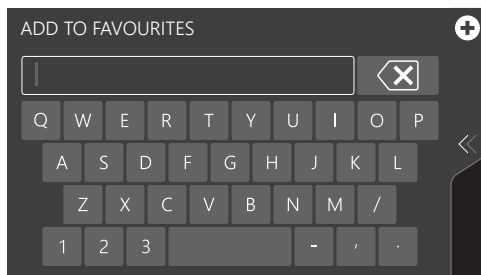 ADD TO FAVOURITES
Q W E R T Y U I O P
A S D F G H J K L
Z X C V B N M /
1 2 3 - , .